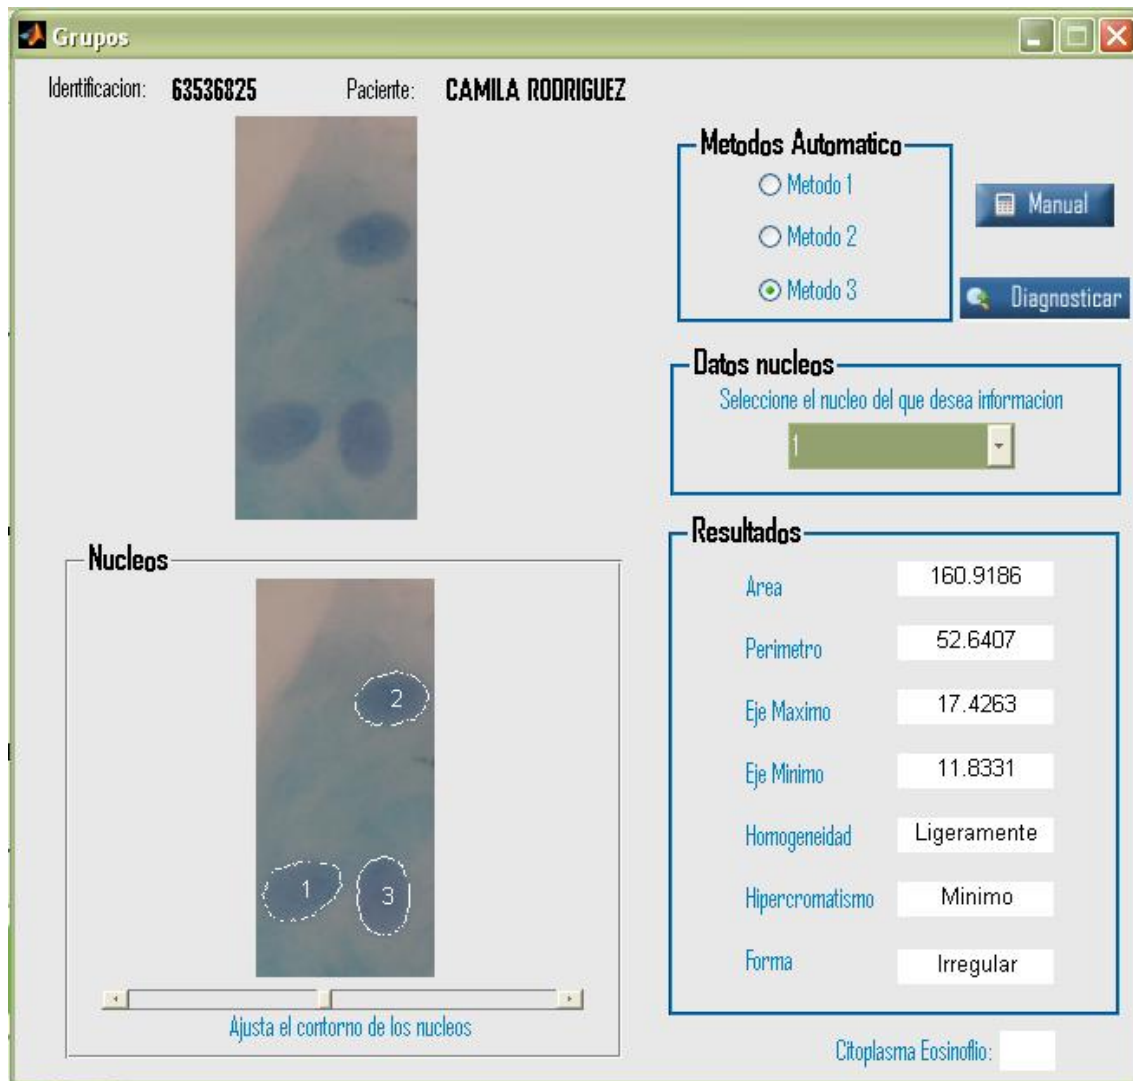 Grupos
Identificacion: 63536825 Paciente: CAMILA RODRIGUEZ
Metodos Automatico
Metodo 1
Metodo 2
Metodo 3
Manual
Diagnosticar
Datos nucleos
Seleccione el nucleo del que desea informacion
1
Nucleos
2
1
3
Ajusta el contorno de los nucleos
Resultados
Area 160.9186
Perimetro 52.6407
Eje Maximo 17.4263
Eje Minimo 11.8331
Homogeneidad Ligeramente
Hipercromatismo Minimo
Forma Irregular
Citoplasma Eosinoflio: